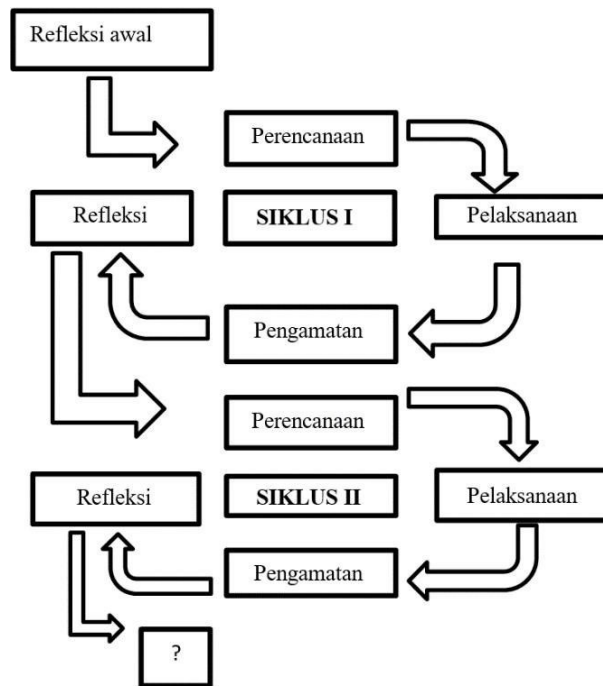 Refleksi awal
Perencanaan
Refleksi
SIKLUS I
Pelaksanaan
Pengamatan
Perencanaan
Refleksi
SIKLUS II
Pelaksanaan
Pengamatan
?